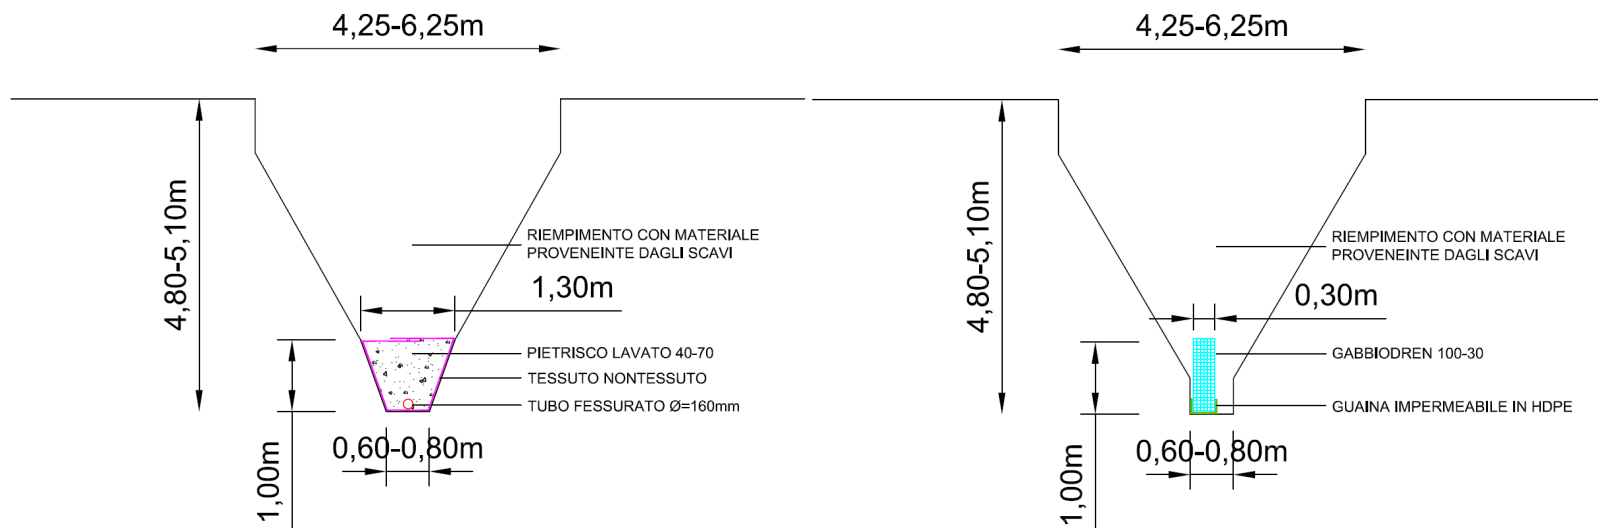 4,25-6,25m
4,80-5,10m
RIEMPIMENTO CON MATERIALE
PROVENEINTE DAGLI SCAVI
1,30m
PIETRISCO LAVATO 40-70
TESSUTO NONTESSUTO
TUBO FESSURATO Ø=160mm
0,60-0,80m
1,00m
4,25-6,25m
4,80-5,10m
RIEMPIMENTO CON MATERIALE
PROVENEINTE DAGLI SCAVI
0,30m
GABBIODREN 100-30
GUAINA IMPERMEABILE IN HDPE
0,60-0,80m
1,00m